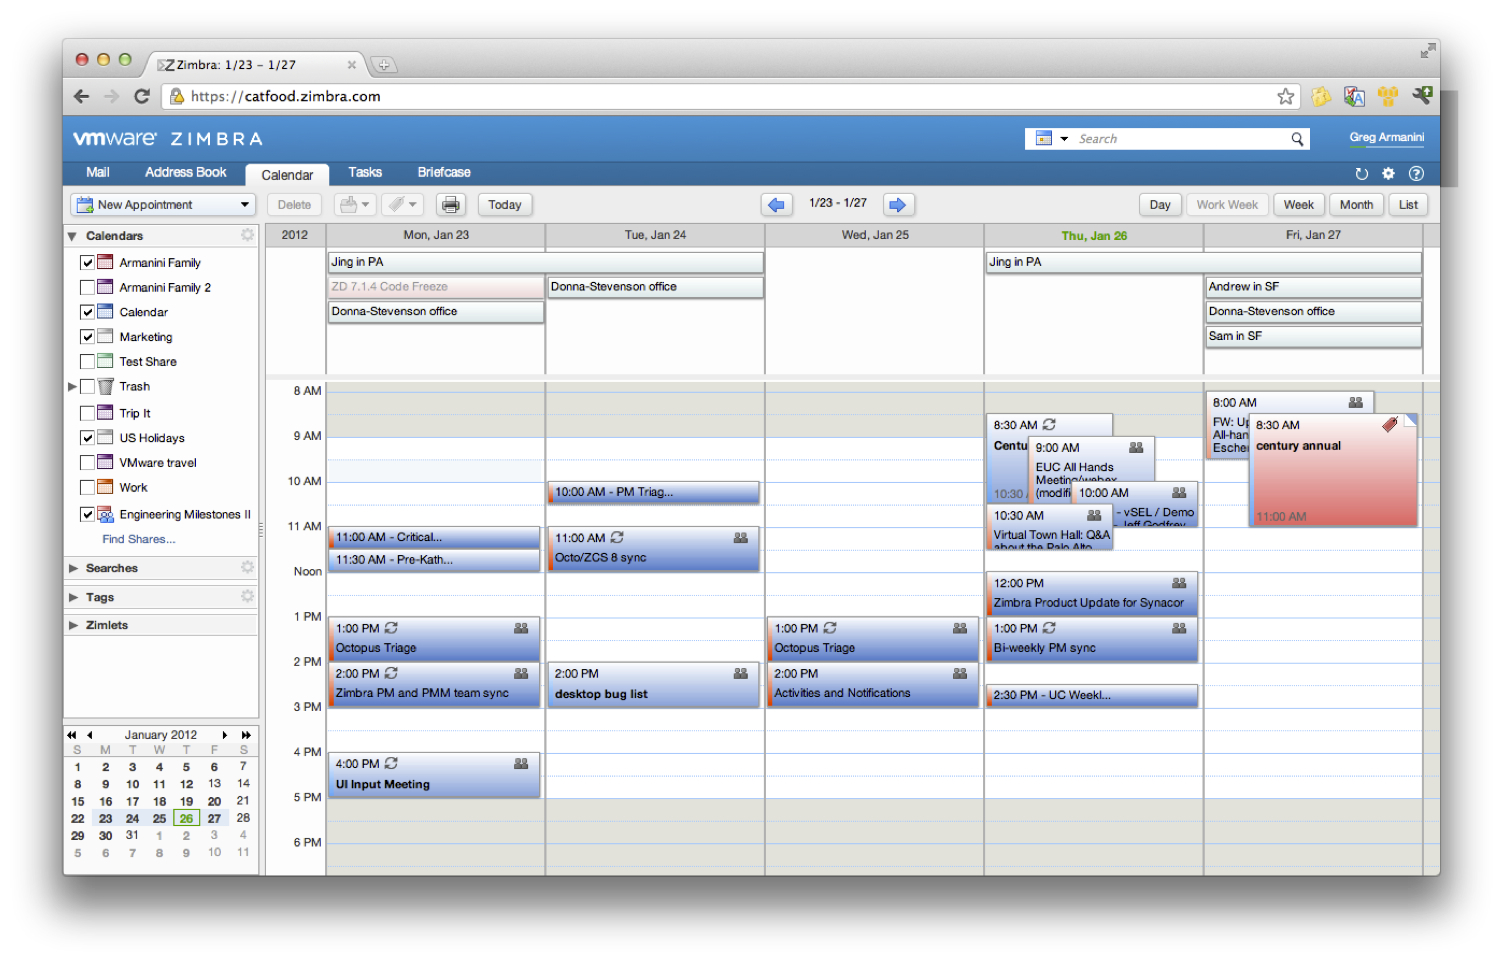 Zimbra: 1/23 – 1/27
https://catfood.zimbra.com
vmware ZIMBRA
Search
Greg Armanini
Mail Address Book Calendar Tasks Briefcase
New Appointment Delete Today 1/23 - 1/27 Day Work Week Week Month List
Calendars
Armanini Family
Armanini Family 2
Calendar
Marketing
Test Share
Trash
Trip It
US Holidays
VMware travel
Work
Engineering Milestones II
Find Shares...
Searches
Tags
Zimlets
January 2012
S M T W T F S
1 2 3 4 5 6 7
8 9 10 11 12 13 14
15 16 17 18 19 20 21
22 23 24 25 26 27 28
29 30 31 1 2 3 4
5 6 7 8 9 10 11
2012 Mon, Jan 23 Tue, Jan 24 Wed, Jan 25 Thu, Jan 26 Fri, Jan 27
Jing in PA
ZD 7.1.4 Code Freeze
Donna-Stevenson office
Donna-Stevenson office
Jing in PA
Andrew in SF
Donna-Stevenson office
Sam in SF
8 AM
9 AM
10 AM
11 AM
Noon
1 PM
2 PM
3 PM
4 PM
5 PM
6 PM
11:00 AM - Critical...
11:30 AM - Pre-Kath...
1:00 PM
Octopus Triage
2:00 PM
Zimbra PM and PMM team sync
4:00 PM
UI Input Meeting
10:00 AM - PM Triag...
11:00 AM
Octo/ZCS 8 sync
2:00 PM
desktop bug list
1:00 PM
Octopus Triage
2:00 PM
Activities and Notifications
8:30 AM
Centu
10:30
9:00 AM
EUC All Hands
Meeting/webex
(modifi
10:00 AM
- vSEL / Demo
- Jeff Godfrey
10:30 AM
Virtual Town Hall: Q&A
about the Palo Alto
12:00 PM
Zimbra Product Update for Synacor
1:00 PM
Bi-weekly PM sync
2:30 PM - UC Weekl...
8:00 AM
FW: Up
All-han
Esche
8:30 AM
century annual
11:00 AM